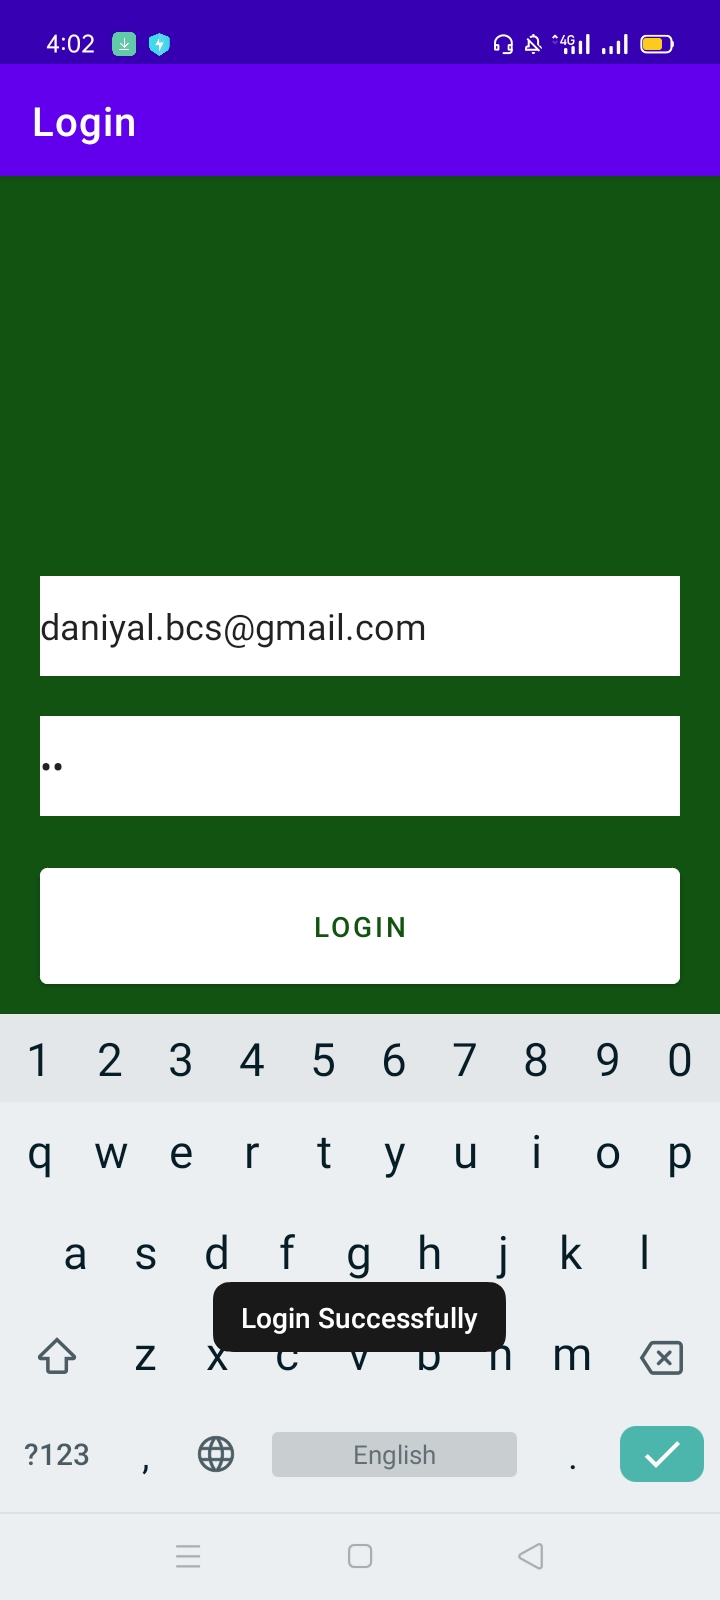 4:02
4G
Login
daniyal.bcs@gmail.com
••
LOGIN
1 2 3 4 5 6 7 8 9 0
q w e r t y u i o p
a s d f g h j k l
Login Successfully
z x c v b n m
?123 , English .